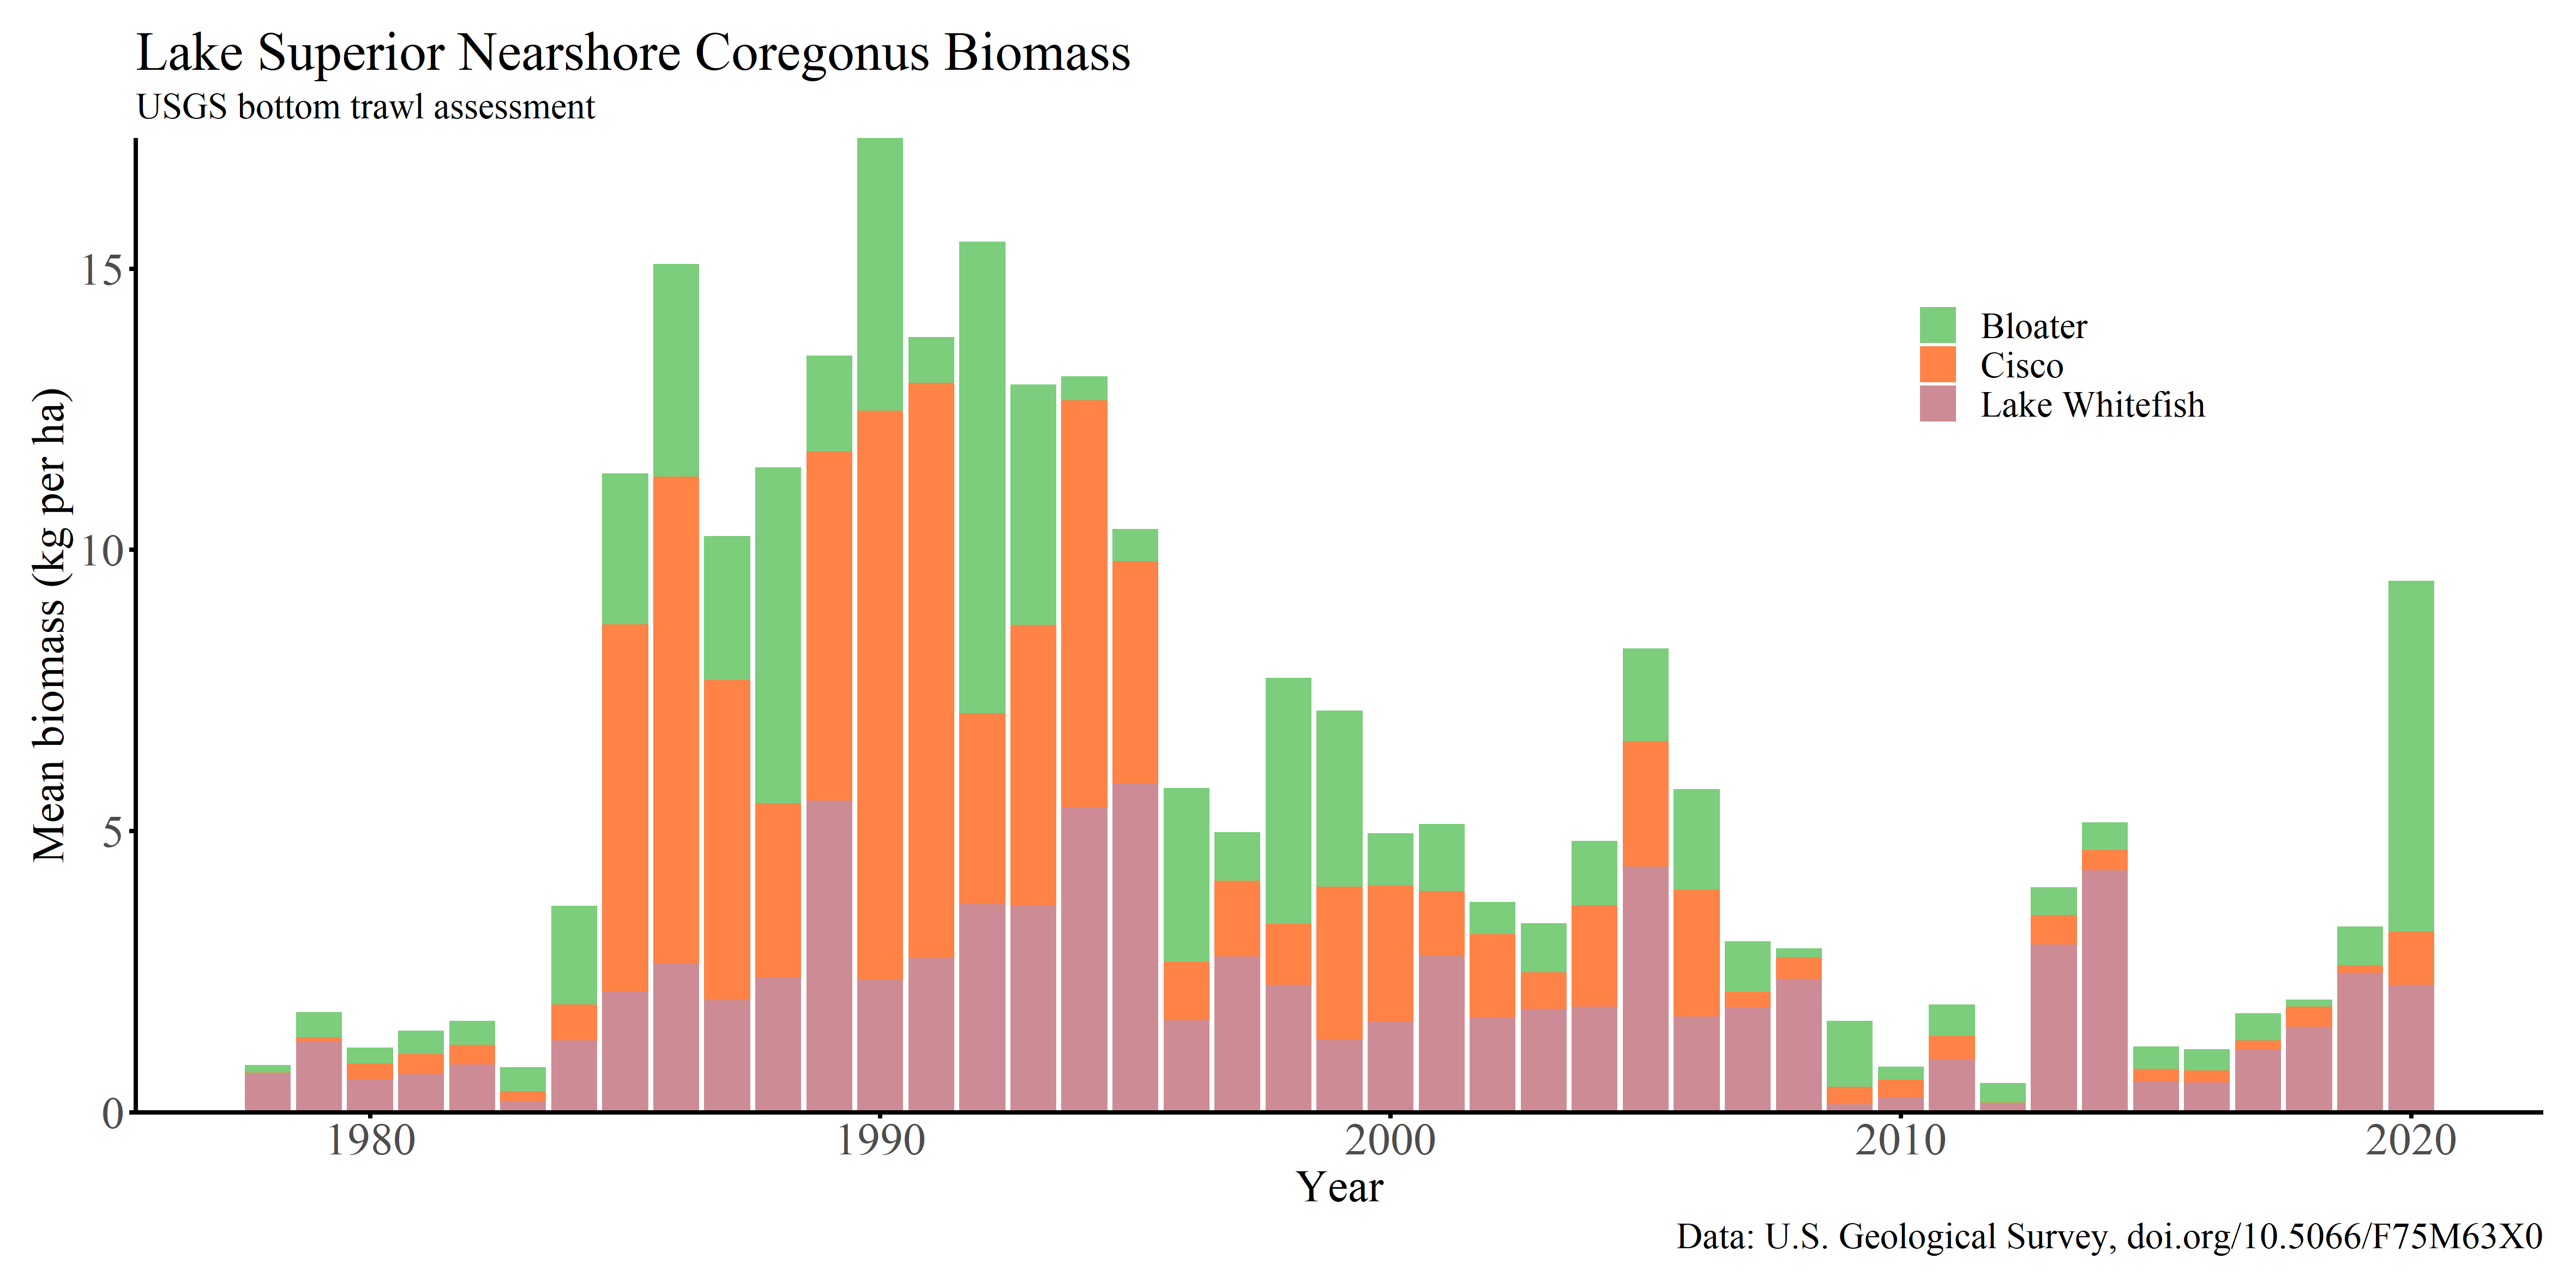 Lake Superior Nearshore Coregonus Biomass
USGS bottom trawl assessment
Mean biomass (kg per ha)
15
10
5
0
Bloater
Cisco
Lake Whitefish
1980 1990 2000 2010 2020
Year
Data: U.S. Geological Survey, doi.org/10.5066/F75M63X0